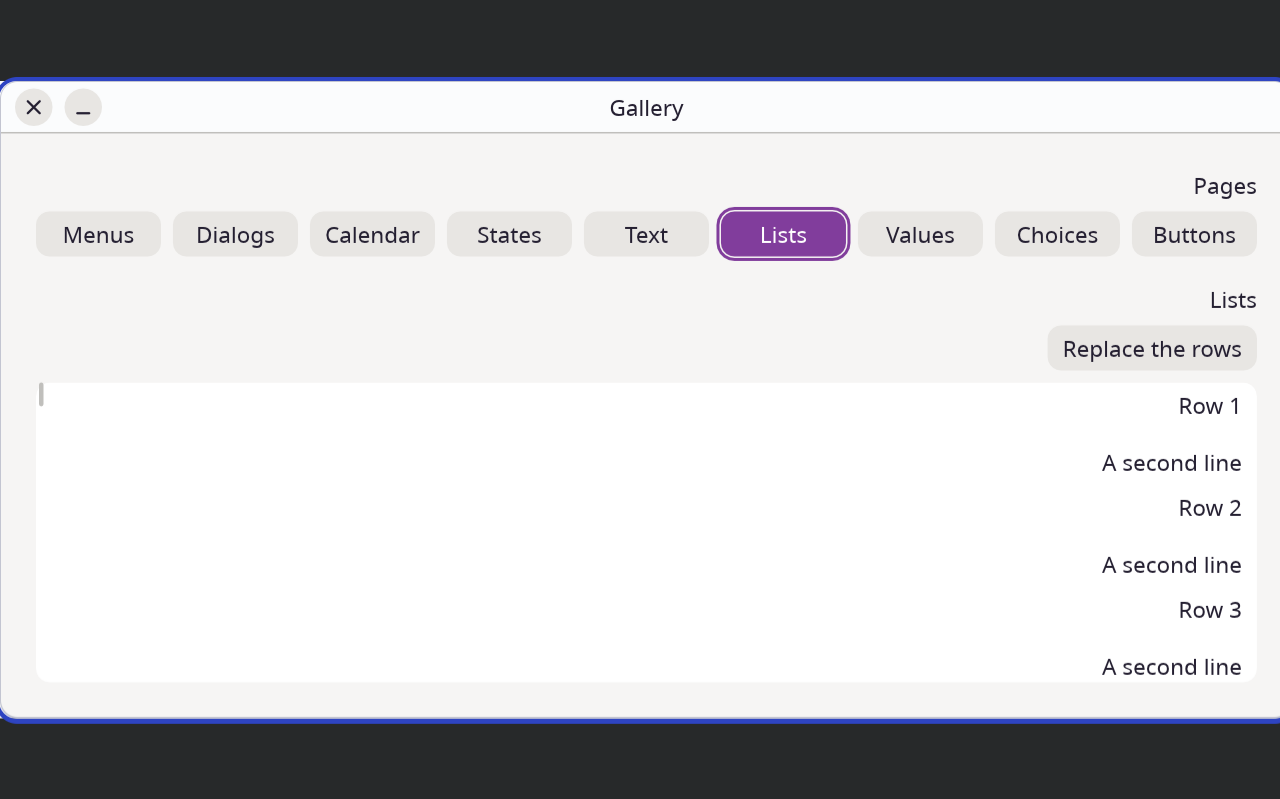 Gallery
Pages
Menus Dialogs Calendar States Text Lists Values Choices Buttons
Lists
Replace the rows
Row 1
A second line
Row 2
A second line
Row 3
A second line